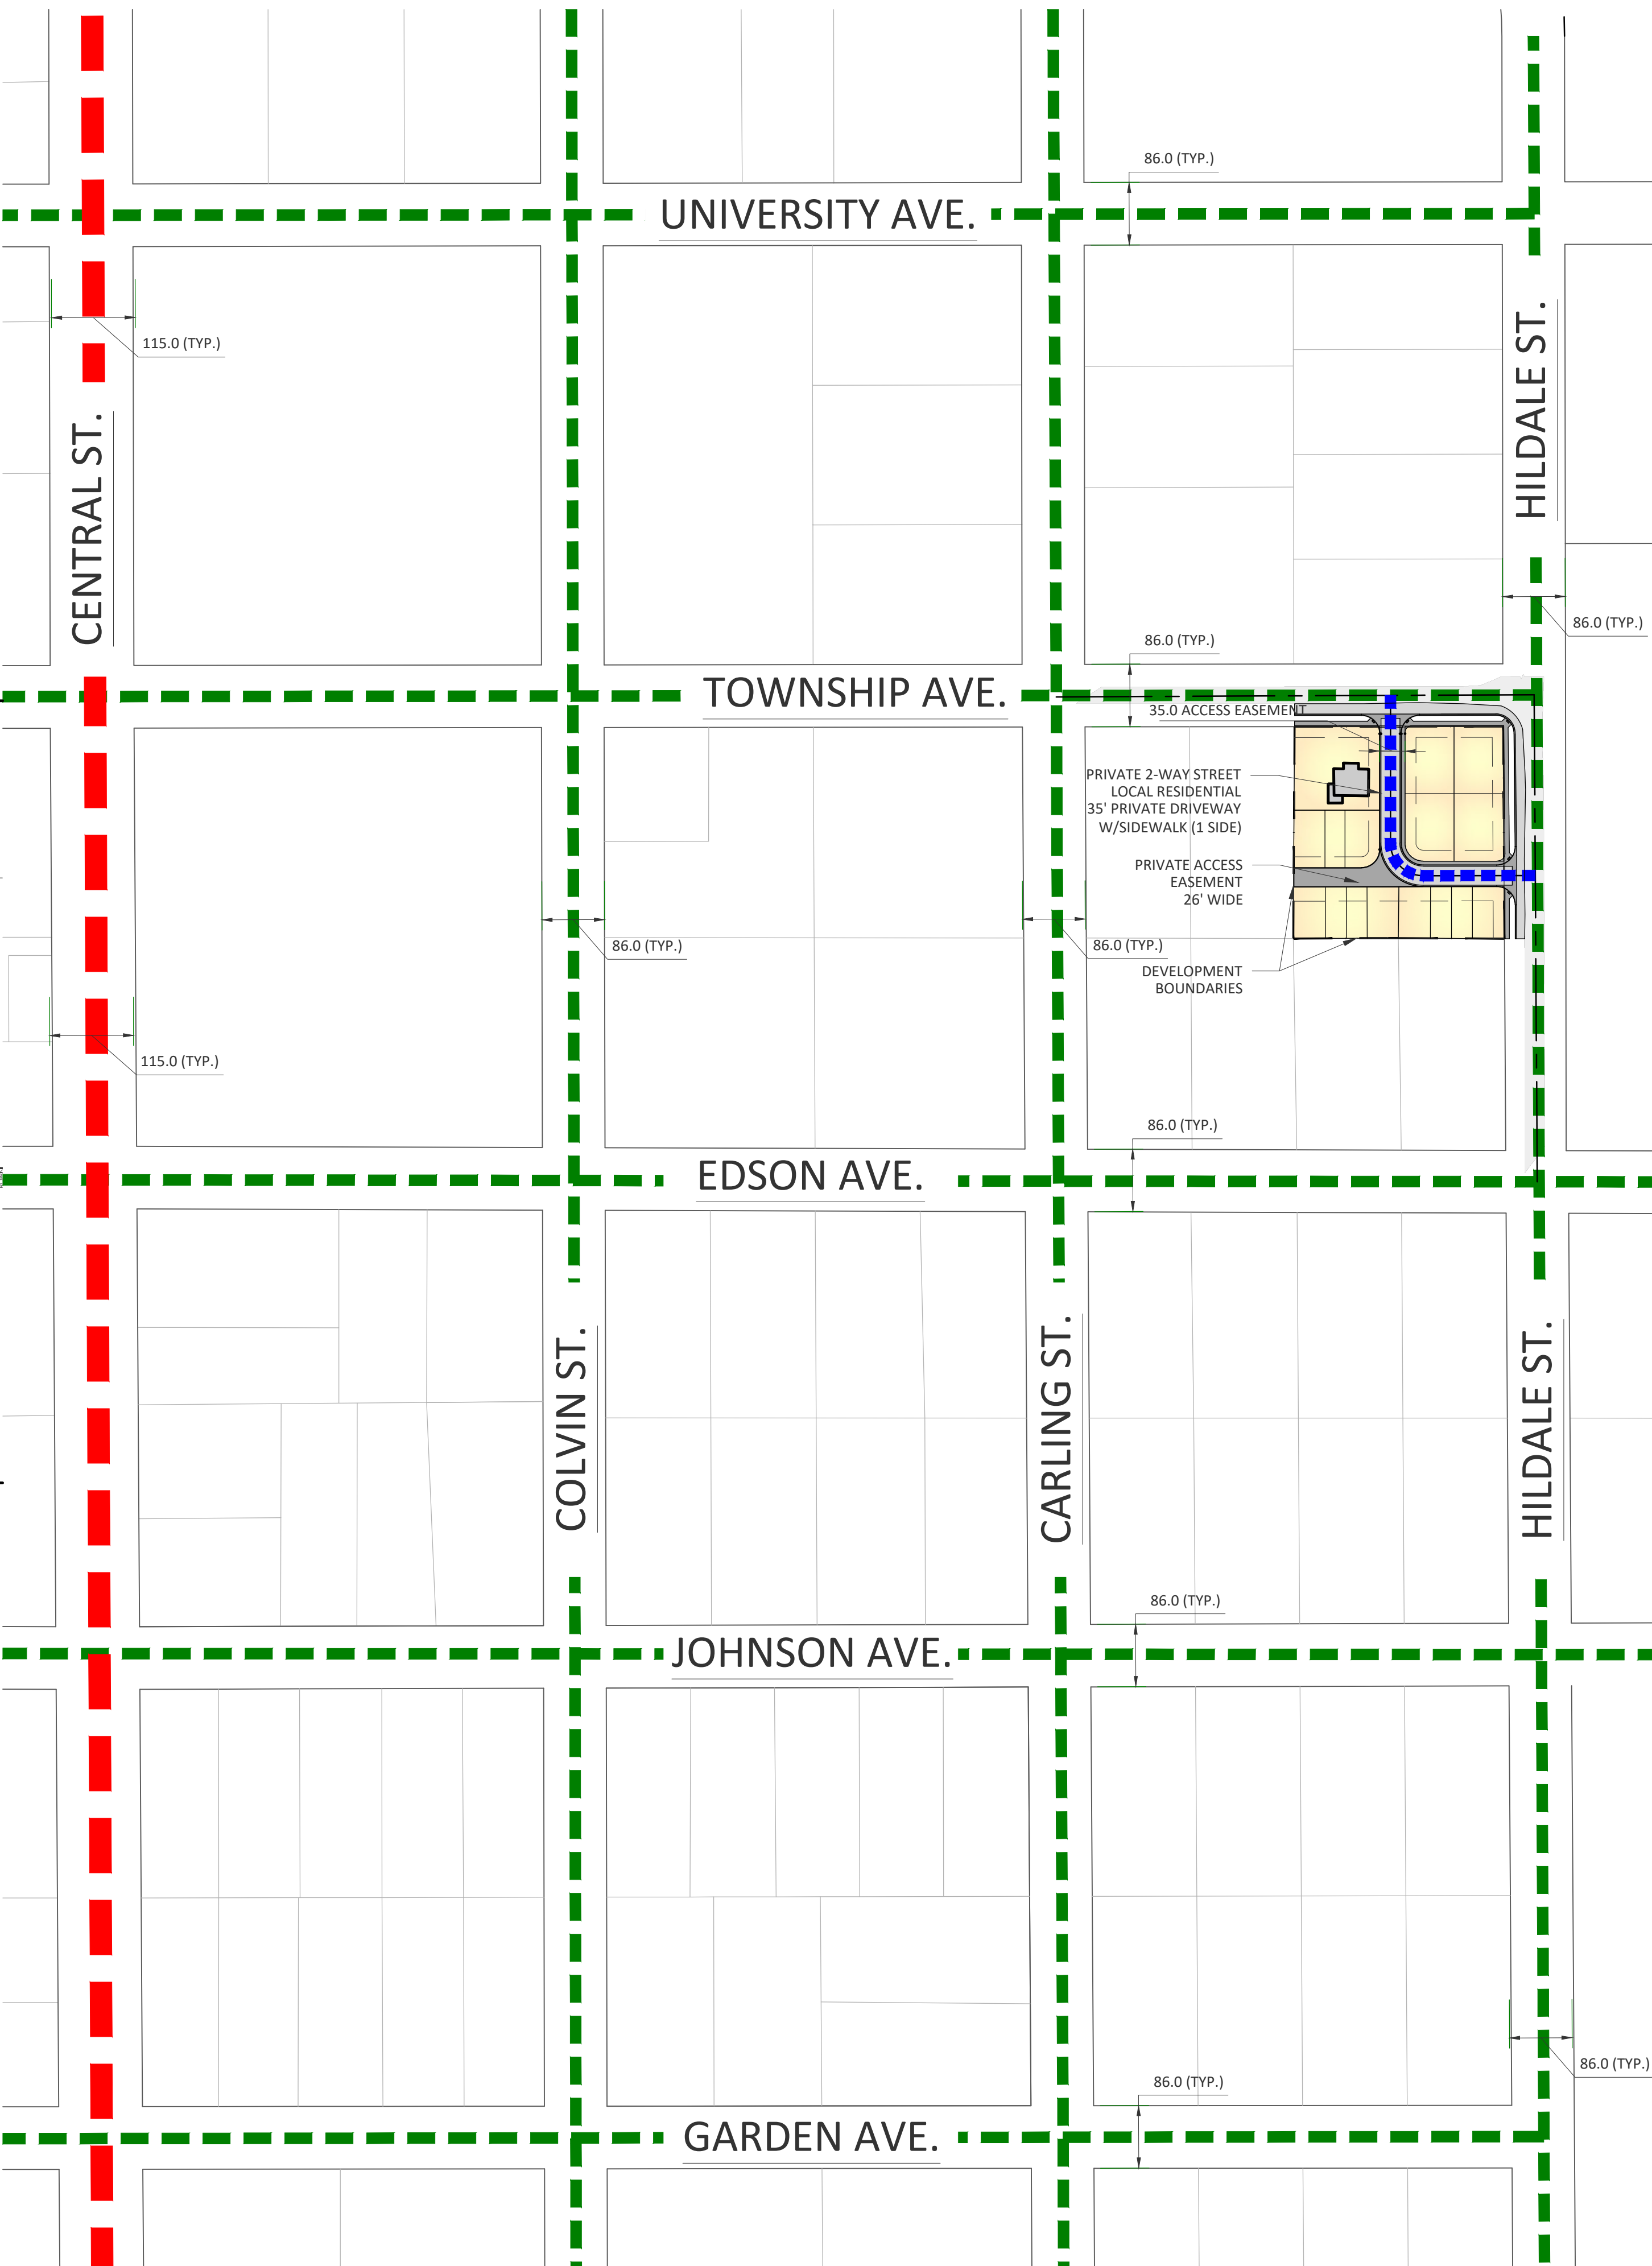 86.0 (TYP.)
UNIVERSITY AVE.
115.0 (TYP.)
HILDALE ST.
CENTRAL ST.
86.0 (TYP.)
86.0 (TYP.)
TOWNSHIP AVE.
35.0 ACCESS EASEMENT
PRIVATE 2-WAY STREET
LOCAL RESIDENTIAL
35' PRIVATE DRIVEWAY
W/SIDEWALK (1 SIDE)
PRIVATE ACCESS
EASEMENT
26' WIDE
86.0 (TYP.)
86.0 (TYP.)
DEVELOPMENT
BOUNDARIES
115.0 (TYP.)
86.0 (TYP.)
EDSON AVE.
COLVIN ST.
CARLING ST.
HILDALE ST.
86.0 (TYP.)
JOHNSON AVE.
86.0 (TYP.)
86.0 (TYP.)
GARDEN AVE.